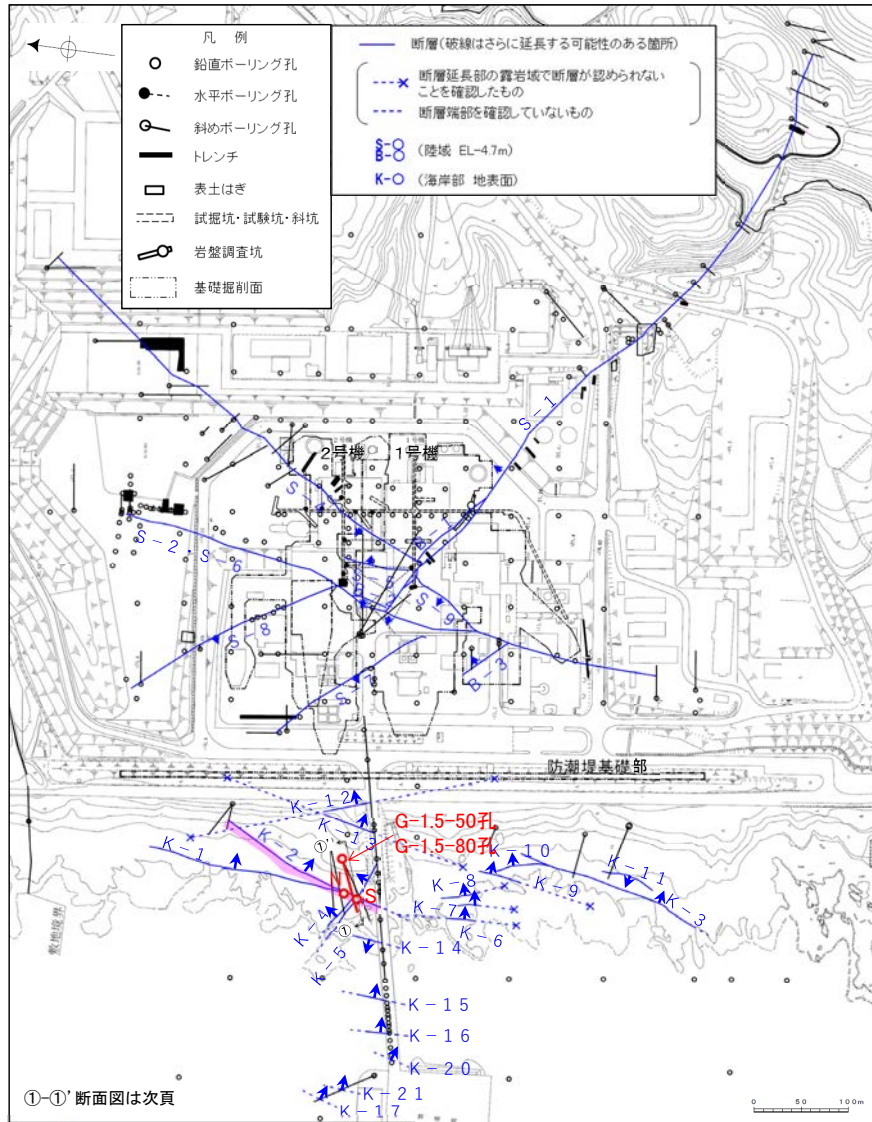 凡 例
鉛直ボーリング孔
水平ボーリング孔
斜めボーリング孔
トレンチ
表土はぎ
試掘坑・試験坑・斜坑
岩盤調査坑
基礎掘削面
断層(破線はさらに延長する可能性のある箇所)
断層延長部の露岩域で断層が認められない
ことを確認したもの
断層端部を確認していないもの
S-○
B-○
(陸域 EL-4.7m)
K-○
(海岸部 地表面)
S-1
2号機
1号機
S-2・S-6
S-8
S-9
S-7
B-3
防潮堤基礎部
K-12
K-13
K-1
K-2
G-1.5-50孔
G-1.5-80孔
①'
N
S
①
K-10
K-11
K-8
K-9
K-7
K-6
K-3
K-4
K-5
K-14
K-15
K-16
K-20
K-21
K-17
敷地境界
①-①' 断面図は次頁
0 50 100m